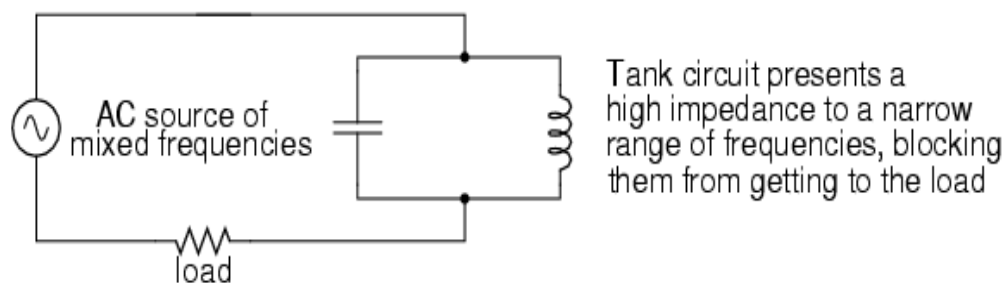 AC source of
mixed frequencies
Tank circuit presents a
high impedance to a narrow
range of frequencies, blocking
them from getting to the load
load